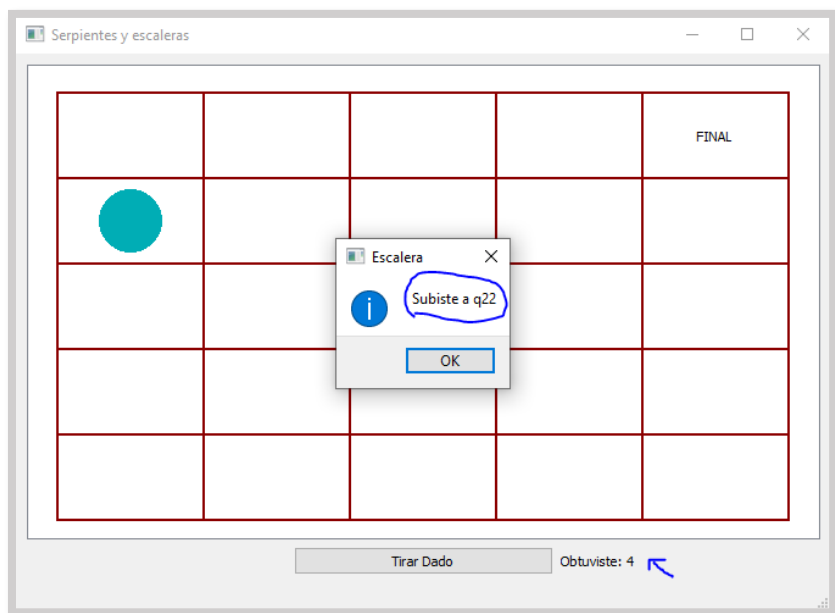 Serpientes y escaleras
FINAL
Escalera
Subiste a q22
OK
Tirar Dado
Obtuviste: 4